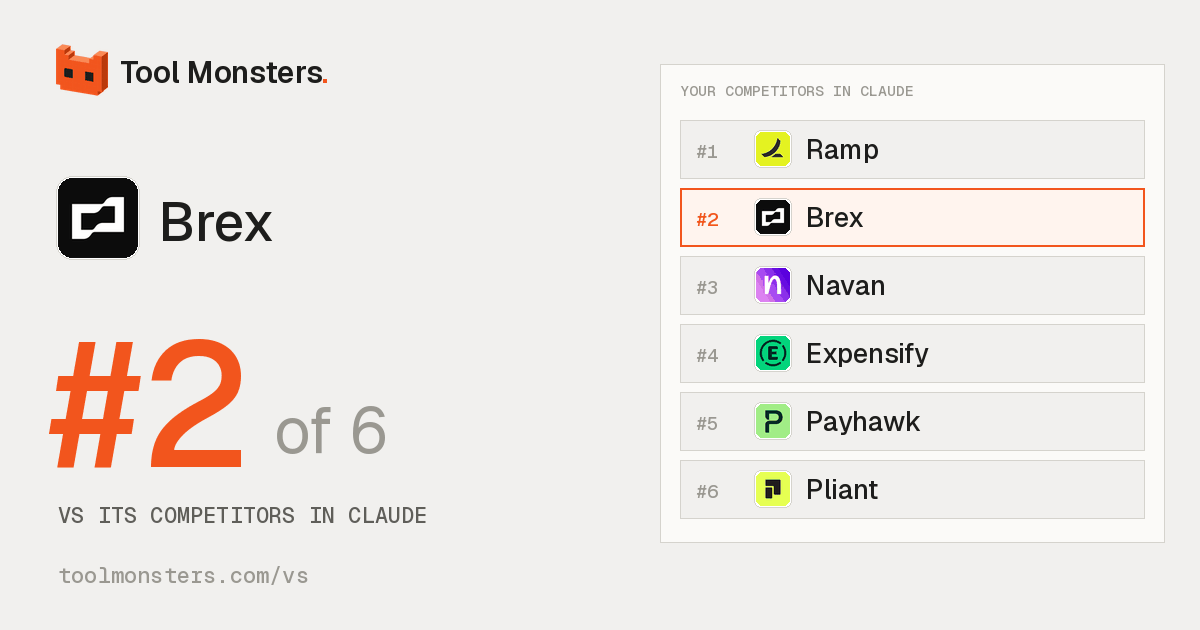 Tool Monsters.
Brex
#2 of 6
VS ITS COMPETITORS IN CLAUDE
toolmonsters.com/vs
YOUR COMPETITORS IN CLAUDE
#1 Ramp
#2 Brex
#3 n Navan
#4 E Expensify
#5 P Payhawk
#6 Pliant